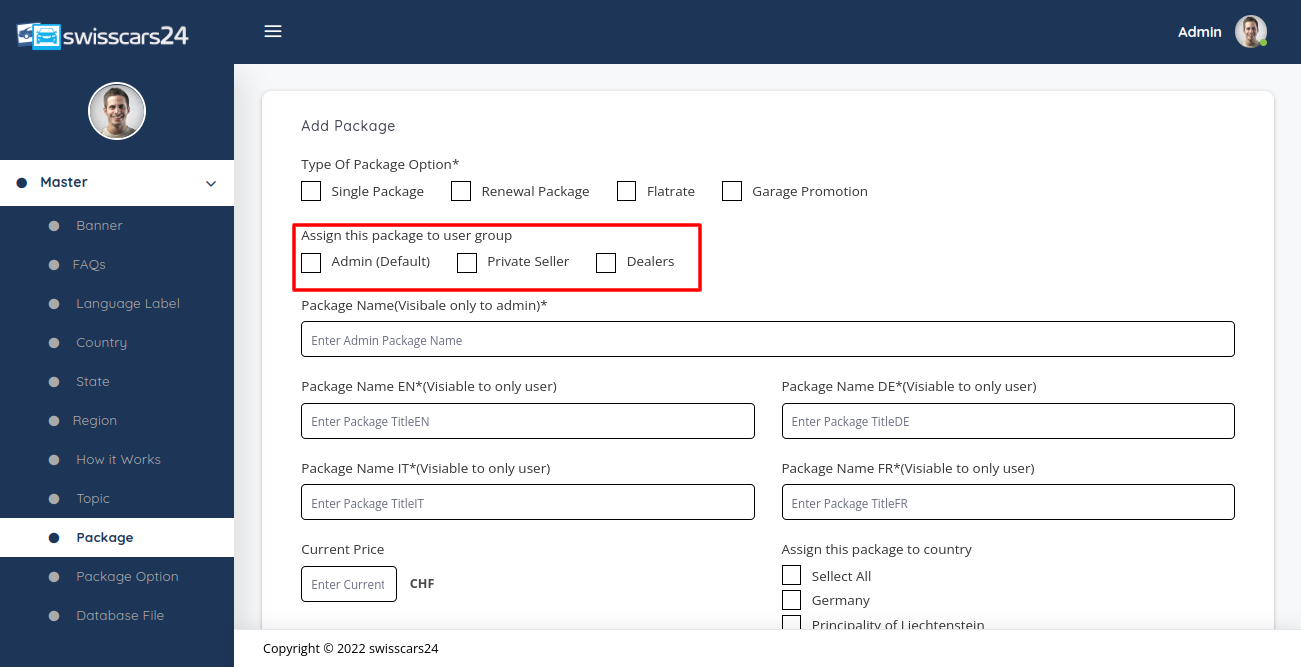 swisscars24
Admin
Master
Banner
FAQs
Language Label
Country
State
Region
How it Works
Topic
Package
Package Option
Database File
Add Package
Type Of Package Option*
Single Package Renewal Package Flatrate Garage Promotion
Assign this package to user group
Admin (Default) Private Seller Dealers
Package Name(Visibale only to admin)*
Enter Admin Package Name
Package Name EN*(Visiable to only user) Package Name DE*(Visiable to only user)
Enter Package TitleEN Enter Package TitleDE
Package Name IT*(Visiable to only user) Package Name FR*(Visiable to only user)
Enter Package TitleIT Enter Package TitleFR
Current Price Assign this package to country
Enter Current CHF Sellect All
Germany
Principality of Liechtenstein
Copyright © 2022 swisscars24